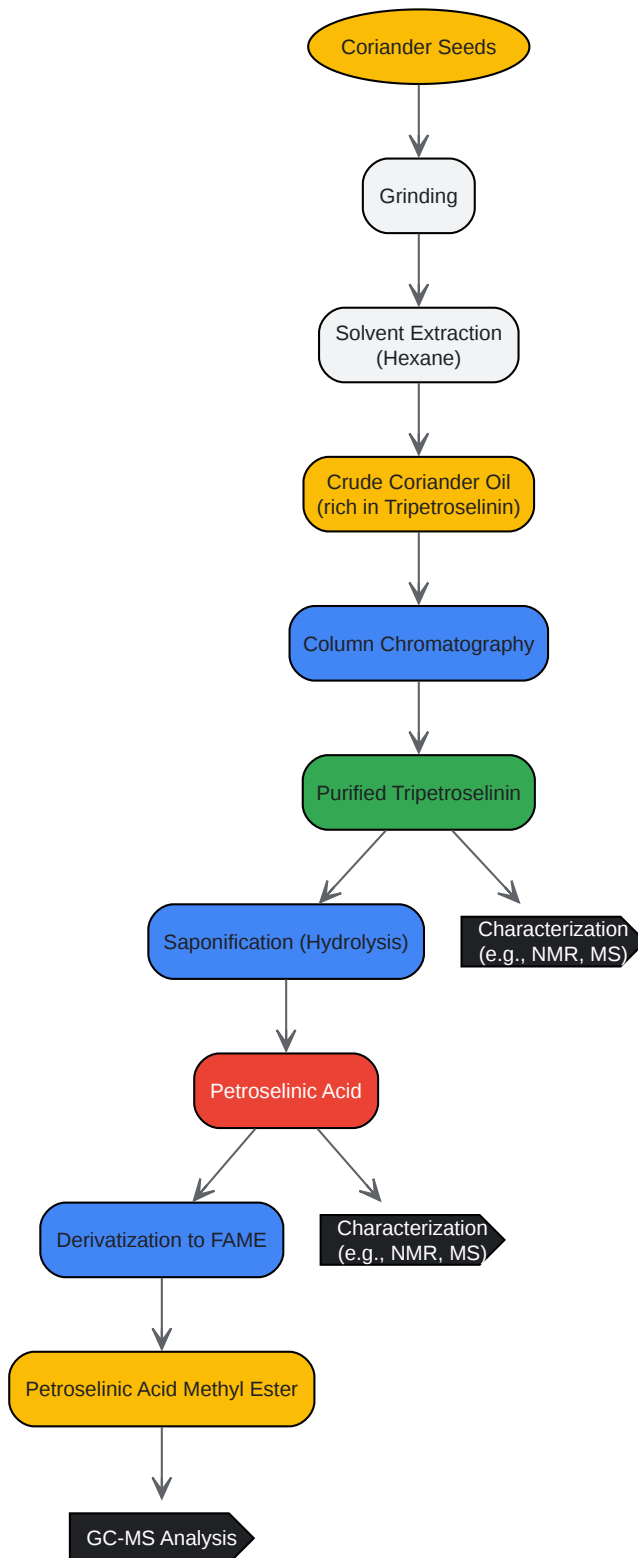 Coriander Seeds
Grinding
Solvent Extraction
(Hexane)
Crude Coriander Oil
(rich in Tripetroselinin)
Column Chromatography
Purified Tripetroselinin
Saponification (Hydrolysis)
Characterization
(e.g., NMR, MS)
Petroselinic Acid
Derivatization to FAME
Characterization
(e.g., NMR, MS)
Petroselinic Acid Methyl Ester
GC-MS Analysis